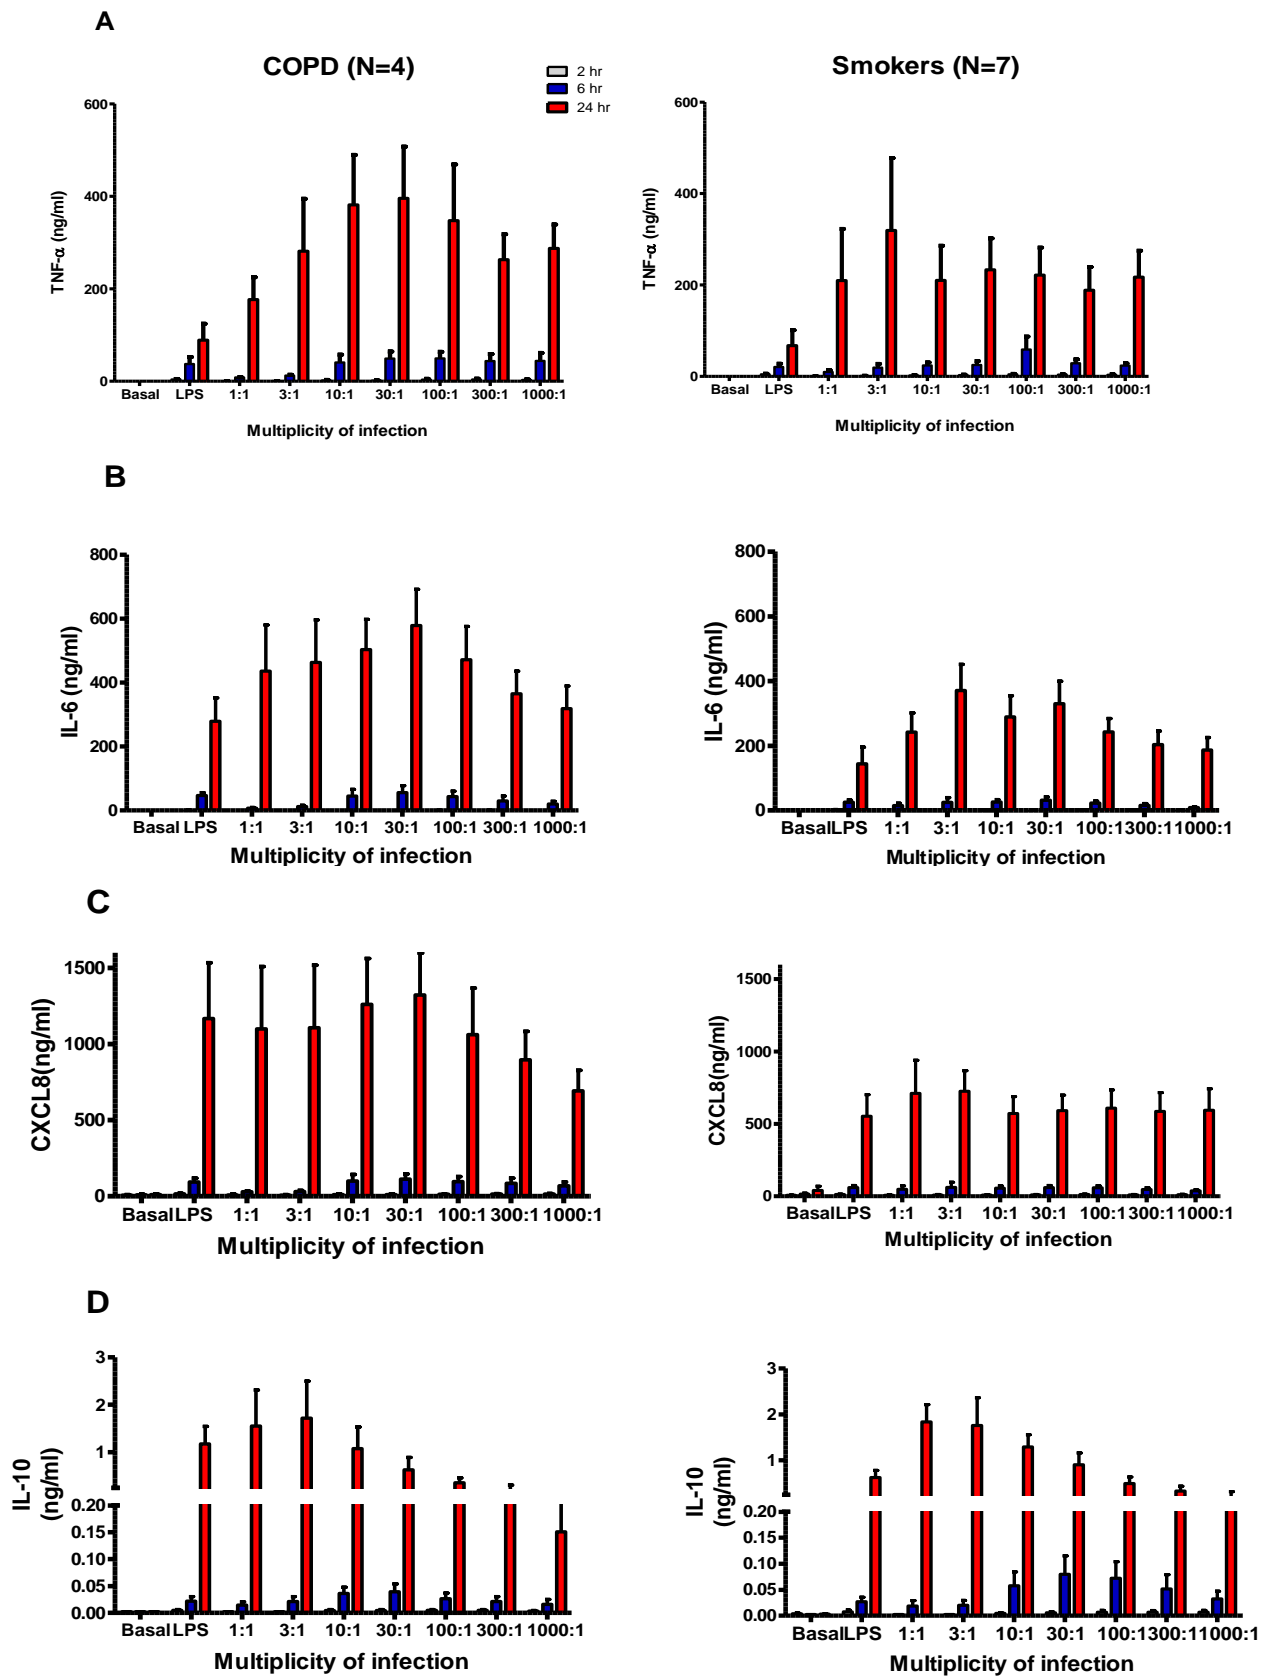 A
COPD (N=4)
2 hr
6 hr
24 hr
Smokers (N=7)
TNF-α (ng/ml)
600
400
200
0
Basal LPS 1:1 3:1 10:1 30:1 100:1 300:1 1000:1
Multiplicity of infection
TNF-α (ng/ml)
600
400
200
0
Basal LPS 1:1 3:1 10:1 30:1 100:1 300:1 1000:1
Multiplicity of infection
B
IL-6 (ng/ml)
800
600
400
200
0
Basal LPS 1:1 3:1 10:1 30:1 100:1 300:1 1000:1
Multiplicity of infection
IL-6 (ng/ml)
800
600
400
200
0
Basal LPS 1:1 3:1 10:1 30:1 100:1 300:1 1000:1
Multiplicity of infection
C
CXCL8(ng/ml)
1500
1000
500
0
Basal LPS 1:1 3:1 10:1 30:1 100:1 300:1 1000:1
Multiplicity of infection
CXCL8(ng/ml)
1500
1000
500
0
Basal LPS 1:1 3:1 10:1 30:1 100:1 300:1 1000:1
Multiplicity of infection
D
IL-10
(ng/ml)
3
2
1
0.20
0.15
0.10
0.05
0.00
Basal LPS 1:1 3:1 10:1 30:1 100:1 300:1 1000:1
Multiplicity of infection
IL-10
(ng/ml)
3
2
1
0.20
0.15
0.10
0.05
0.00
Basal LPS 1:1 3:1 10:1 30:1 100:1 300:1 1000:1
Multiplicity of infection